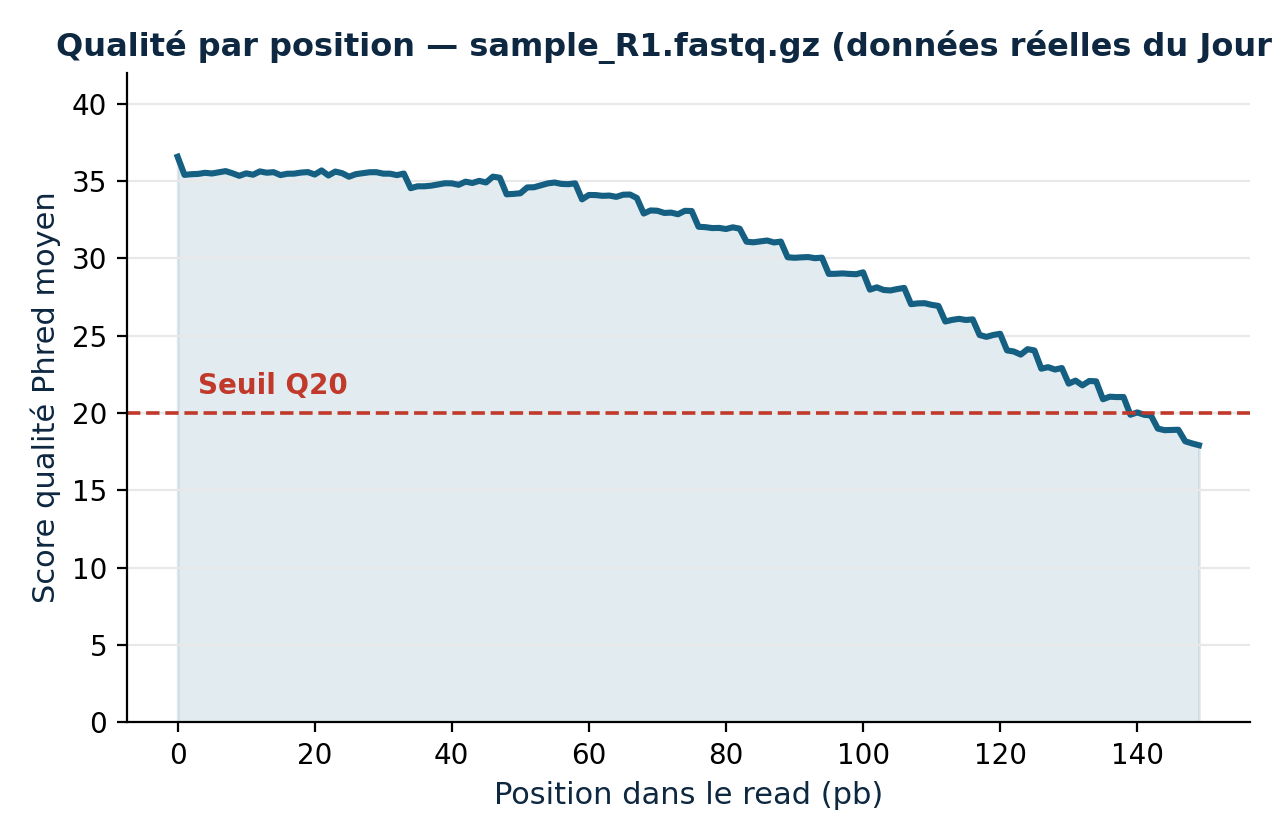 Qualité par position — sample_R1.fastq.gz (données réelles du Jour
40
35
30
25
20
15
10
5
0
Score qualité Phred moyen
Seuil Q20
0 20 40 60 80 100 120 140
Position dans le read (pb)